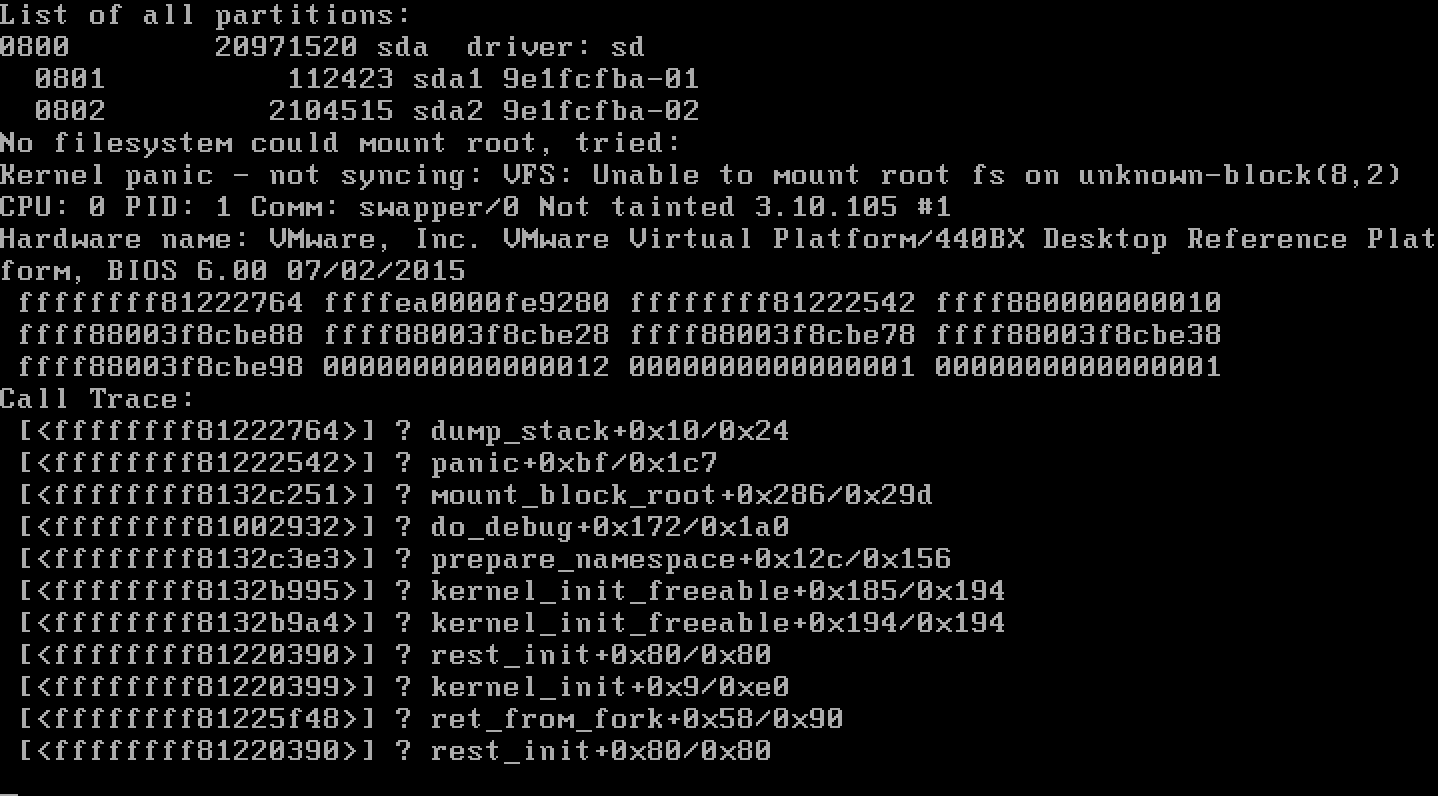 List of all partitions:
0800        20971520 sda  driver: sd
  0801          112423 sda1 9e1fcfba-01
  0802         2104515 sda2 9e1fcfba-02
No filesystem could mount root, tried:
Kernel panic - not syncing: VFS: Unable to mount root fs on unknown-block(8,2)
CPU: 0 PID: 1 Comm: swapper/0 Not tainted 3.10.105 #1
Hardware name: VMware, Inc. VMware Virtual Platform/440BX Desktop Reference Plat
form, BIOS 6.00 07/02/2015
 ffffffff81222764 ffffea0000fe9280 ffffffff81222542 ffff880000000010
 ffff88003f8cbe88 ffff88003f8cbe28 ffff88003f8cbe78 ffff88003f8cbe38
 ffff88003f8cbe98 0000000000000012 0000000000000001 0000000000000001
Call Trace:
 [<ffffffff81222764>] ? dump_stack+0x10/0x24
 [<ffffffff81222542>] ? panic+0xbf/0x1c7
 [<ffffffff8132c251>] ? mount_block_root+0x286/0x29d
 [<ffffffff81002932>] ? do_debug+0x172/0x1a0
 [<ffffffff8132c3e3>] ? prepare_namespace+0x12c/0x156
 [<ffffffff8132b995>] ? kernel_init_freeable+0x185/0x194
 [<ffffffff8132b9a4>] ? kernel_init_freeable+0x194/0x194
 [<ffffffff81220390>] ? rest_init+0x80/0x80
 [<ffffffff81220399>] ? kernel_init+0x9/0xe0
 [<ffffffff81225f48>] ? ret_from_fork+0x58/0x90
 [<ffffffff81220390>] ? rest_init+0x80/0x80